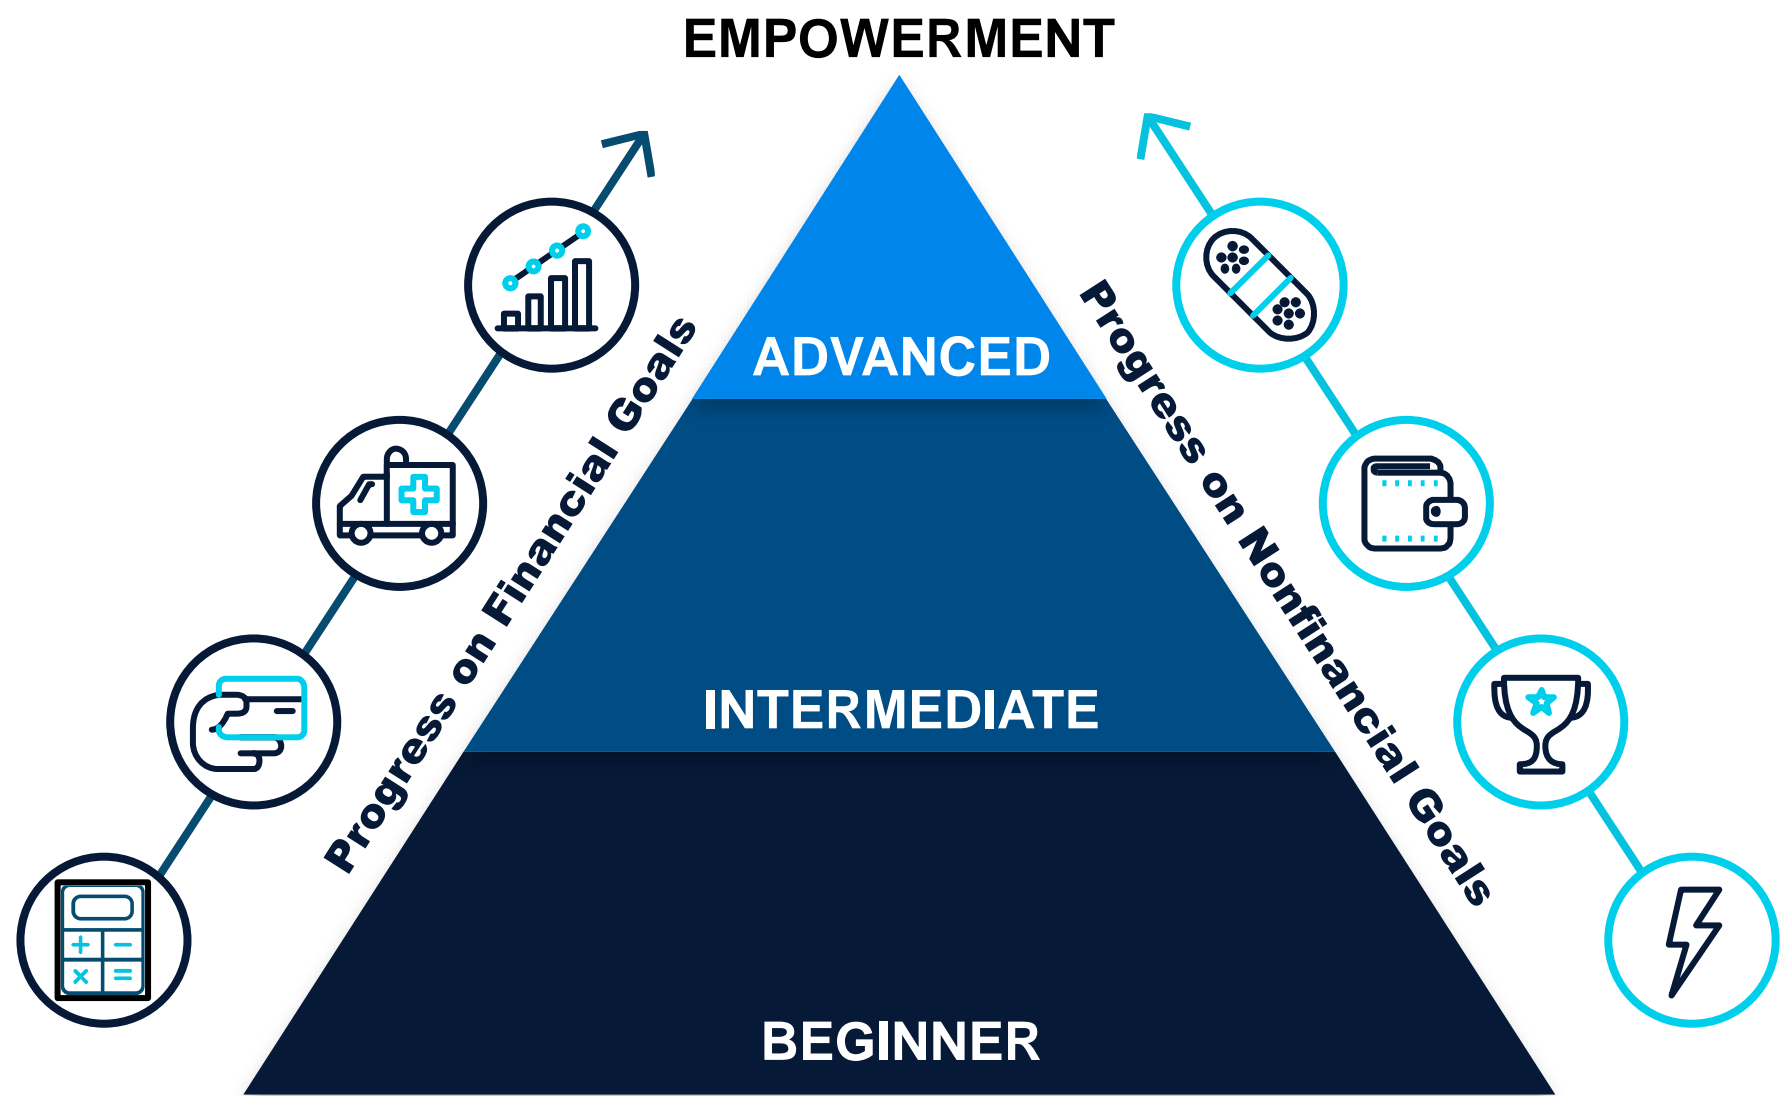 EMPOWERMENT
ADVANCED
INTERMEDIATE
BEGINNER
Progress on Financial Goals
Progress on Nonfinancial Goals